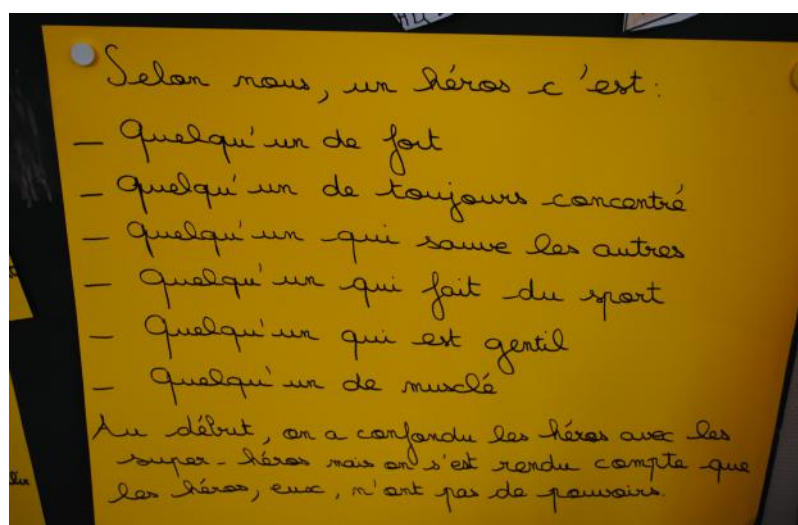 Selon nous, un héros c'est:
- Quelqu'un de fort
- Quelqu'un de toujours concentré
- Quelqu'un qui sauve les autres
- Quelqu'un qui fait du sport
- Quelqu'un qui est gentil
- Quelqu'un de musclé
Au début, on a confondu les héros avec les
super-héros mais on s'est rendu compte que
les héros, eux, n'ont pas de pouvoirs.